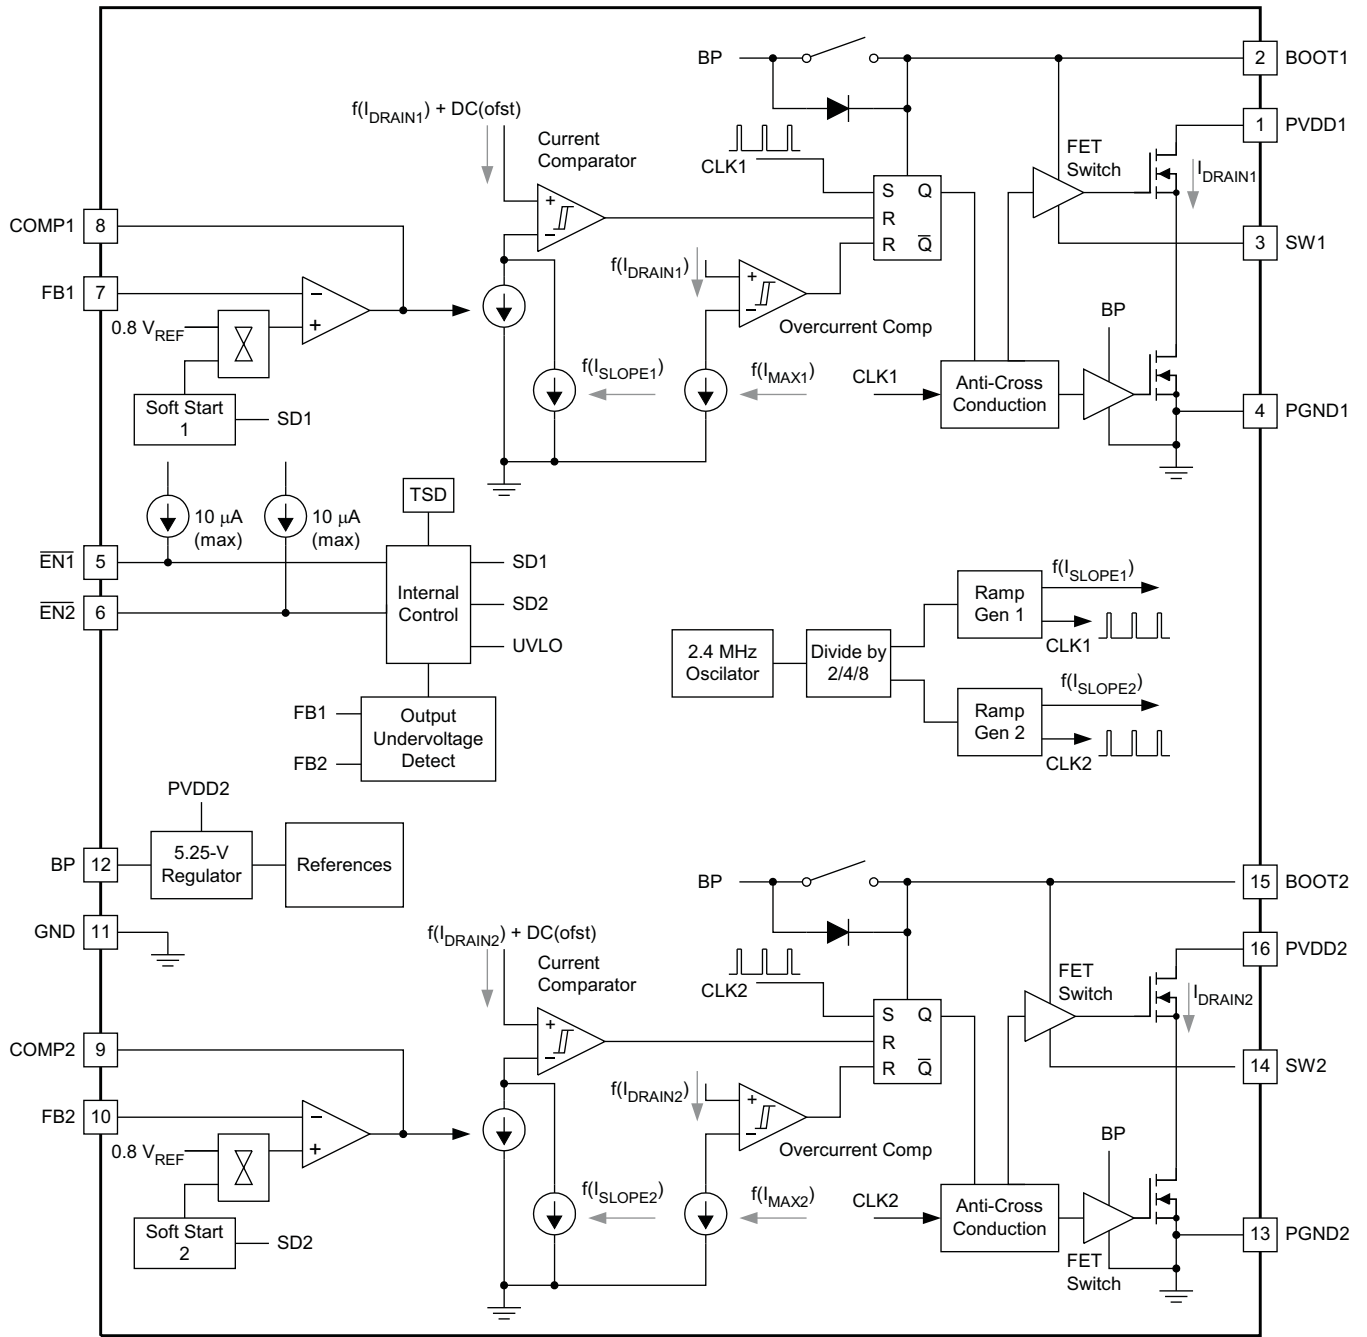 BP
2
BOOT1
f(IDRAIN1) + DC(ofst)
Current
Comparator
CLK1
1
PVDD1
FET
Switch
IDRAIN1
S Q
R
R Q̅
COMP1
8
3
SW1
FB1
7
0.8 VREF
−
+
+
−
f(IDRAIN1)
+
−
Overcurrent Comp
BP
Soft Start
1
SD1
f(ISLOPE1)
f(IMAX1)
CLK1
Anti-Cross
Conduction
4
PGND1
10 μA
(max)
10 μA
(max)
TSD
E̅N̅1̅
5
E̅N̅2̅
6
Internal
Control
SD1
SD2
UVLO
FB1
FB2
Output
Undervoltage
Detect
2.4 MHz
Oscilator
Divide by
2/4/8
Ramp
Gen 1
f(ISLOPE1)
CLK1
Ramp
Gen 2
f(ISLOPE2)
CLK2
PVDD2
BP
12
5.25-V
Regulator
References
GND
11
BP
15
BOOT2
f(IDRAIN2) + DC(ofst)
Current
Comparator
CLK2
16
PVDD2
FET
Switch
IDRAIN2
S Q
R
R Q̅
COMP2
9
14
SW2
FB2
10
0.8 VREF
−
+
+
−
f(IDRAIN2)
+
−
Overcurrent Comp
BP
Soft Start
2
SD2
f(ISLOPE2)
f(IMAX2)
CLK2
Anti-Cross
Conduction
FET
Switch
13
PGND2